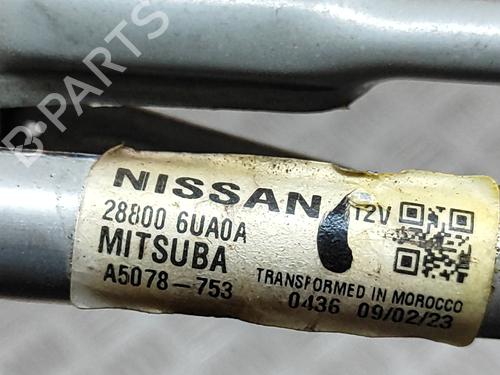 B-PARTS
NISSAN 12V
28800 6UA0A
MITSUBA
A5078-753
TRANSFORMED IN MOROCCO
0436 09/02/23